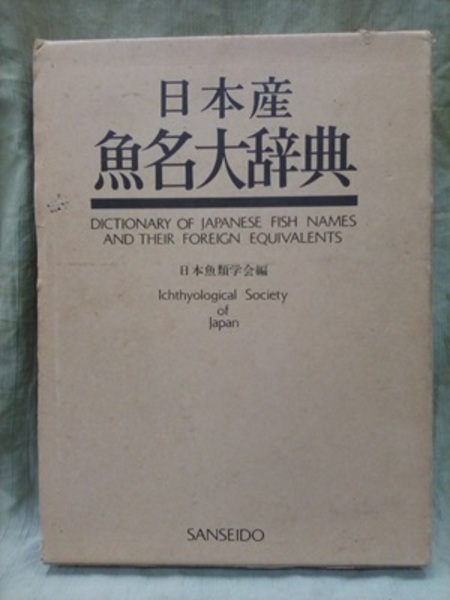 日本産
魚名大辞典
DICTIONARY OF JAPANESE FISH NAMES
AND THEIR FOREIGN EQUIVALENTS
日本魚類学会編
Ichthyological Society
of
Japan
SANSEIDO